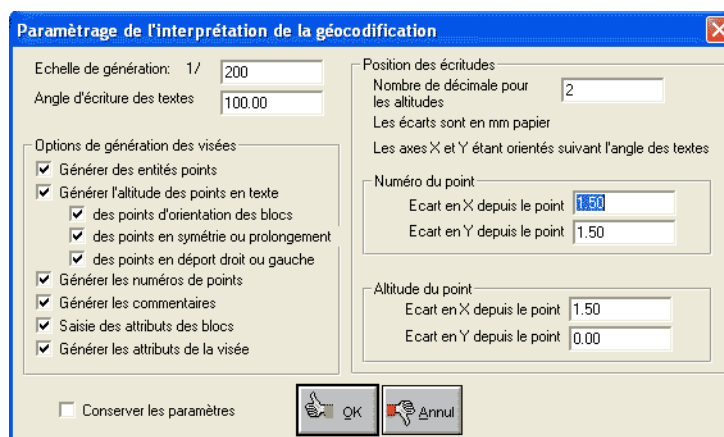 Paramètrage de l'interprétation de la géocodification
Echelle de génération: 1/ 200
Angle d'écriture des textes 100.00
Options de génération des visées
Générer des entités points
Générer l'altitude des points en texte
des points d'orientation des blocs
des points en symétrie ou prolongement
des points en déport droit ou gauche
Générer les numéros de points
Générer les commentaires
Saisie des attributs des blocs
Générer les attributs de la visée
Conserver les paramètres
Position des écritudes
Nombre de décimale pour
les altitudes 2
Les écarts sont en mm papier
Les axes X et Y étant orientés suivant l'angle des textes
Numéro du point
Ecart en X depuis le point 1.50
Ecart en Y depuis le point 1.50
Altitude du point
Ecart en X depuis le point 1.50
Ecart en Y depuis le point 0.00
OK
Annul